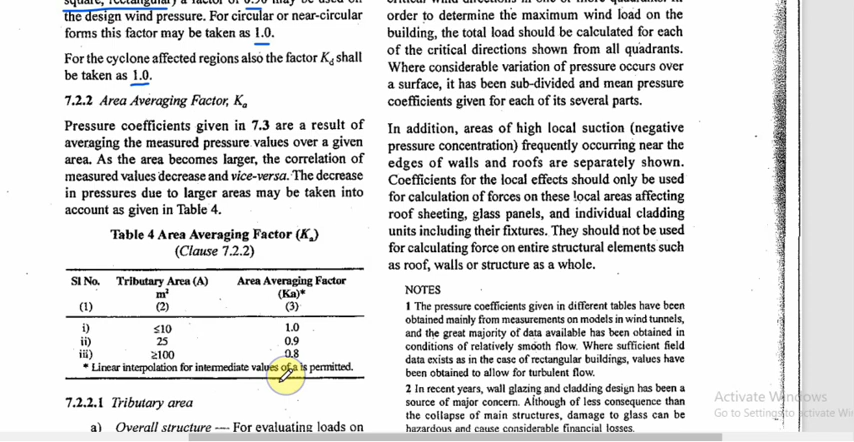 square, rectangular) a factor of 0.90 may be used on
the design wind pressure. For circular or near-circular
forms this factor may be taken as 1.0.
For the cyclone affected regions also the factor Kd shall
be taken as 1.0.
7.2.2 Area Averaging Factor, Ka
Pressure coefficients given in 7.3 are a result of
averaging the measured pressure values over a given
area. As the area becomes larger, the correlation of
measured values decrease and vice-versa. The decrease
in pressures due to larger areas may be taken into
account as given in Table 4.
Table 4 Area Averaging Factor (Ka)
(Clause 7.2.2)
Sl No. Tributary Area (A) Area Averaging Factor
m² (Ka)*
(1) (2) (3)
i) ≤10 1.0
ii) 25 0.9
iii) ≥100 0.8
* Linear interpolation for intermediate values of a is permitted.
7.2.2.1 Tributary area
a) Overall structure — For evaluating loads on
order to determine the maximum wind load on the
building, the total load should be calculated for each
of the critical directions shown from all quadrants.
Where considerable variation of pressure occurs over
a surface, it has been sub-divided and mean pressure
coefficients given for each of its several parts.
In addition, areas of high local suction (negative
pressure concentration) frequently occurring near the
edges of walls and roofs are separately shown.
Coefficients for the local effects should only be used
for calculation of forces on these local areas affecting
roof sheeting, glass panels, and individual cladding
units including their fixtures. They should not be used
for calculating force on entire structural elements such
as roof, walls or structure as a whole.
NOTES
1 The pressure coefficients given in different tables have been
obtained mainly from measurements on models in wind tunnels,
and the great majority of data available has been obtained in
conditions of relatively smooth flow. Where sufficient field
data exists as in the case of rectangular buildings, values have
been obtained to allow for turbulent flow.
2 In recent years, wall glazing and cladding design has been a
source of major concern. Although of less consequence than
the collapse of main structures, damage to glass can be
hazardous and cause considerable financial losses.
Activate Windows
Go to Settings to activate Win